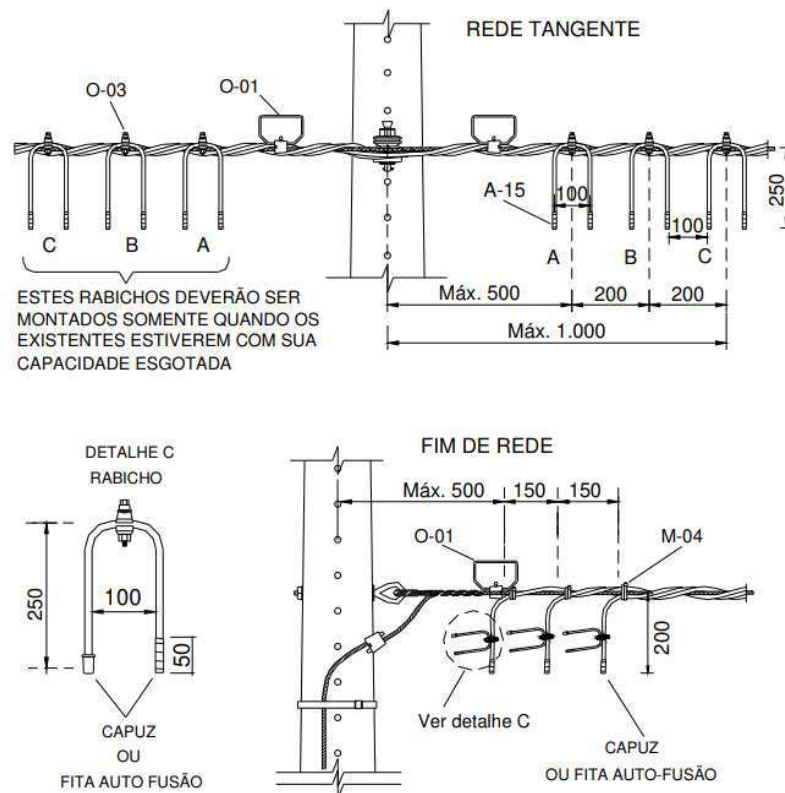 REDE TANGENTE
O-03
O-01
A-15
100
250
100
C
B
A
A
B
C
Máx. 500
200
200
Máx. 1.000
ESTES RABICHOS DEVERÃO SER
MONTADOS SOMENTE QUANDO OS
EXISTENTES ESTIVEREM COM SUA
CAPACIDADE ESGOTADA
DETALHE C
RABICHO
250
100
50
CAPUZ
OU
FITA AUTO FUSÃO
FIM DE REDE
Máx. 500
150
150
O-01
M-04
200
Ver detalhe C
CAPUZ
OU FITA AUTO-FUSÃO